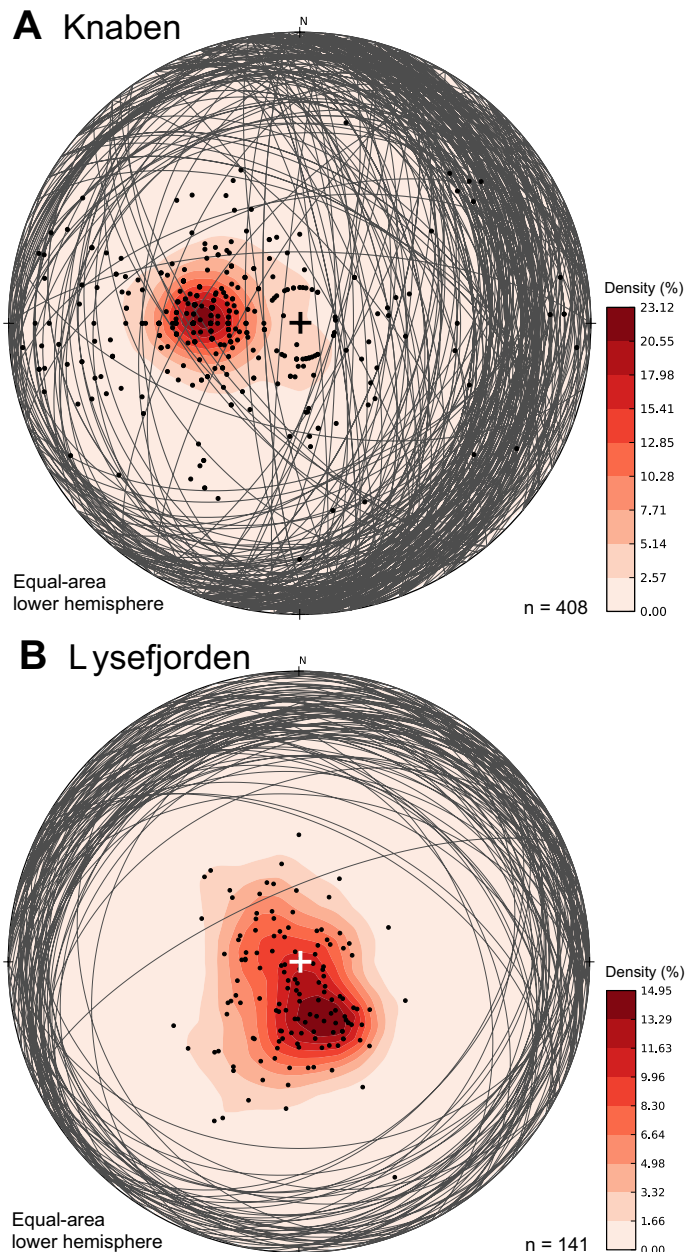 A Knaben
N
Density (%)
23.12
20.55
17.98
15.41
12.85
10.28
7.71
5.14
2.57
0.00
Equal-area
lower hemisphere
n = 408
B Lysefjorden
N
Density (%)
14.95
13.29
11.63
9.96
8.30
6.64
4.98
3.32
1.66
0.00
Equal-area
lower hemisphere
n = 141